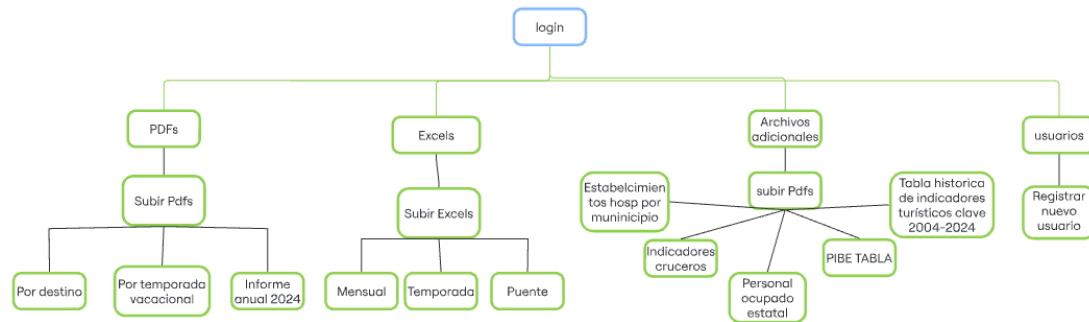 login
PDFs
Excels
Archivos
adicionales
usuarios
Subir Pdfs
Subir Excels
Estabelcimien
tos hosp por
muninicipio
subir Pdfs
Tabla historica
de indicadores
turísticos clave
2004-2024
Registrar
nuevo
usuario
Por destino
Por temporada
vacacional
Informe
anual 2024
Mensual
Temporada
Puente
Indicadores
cruceros
Personal
ocupado
estatal
PIBE TABLA